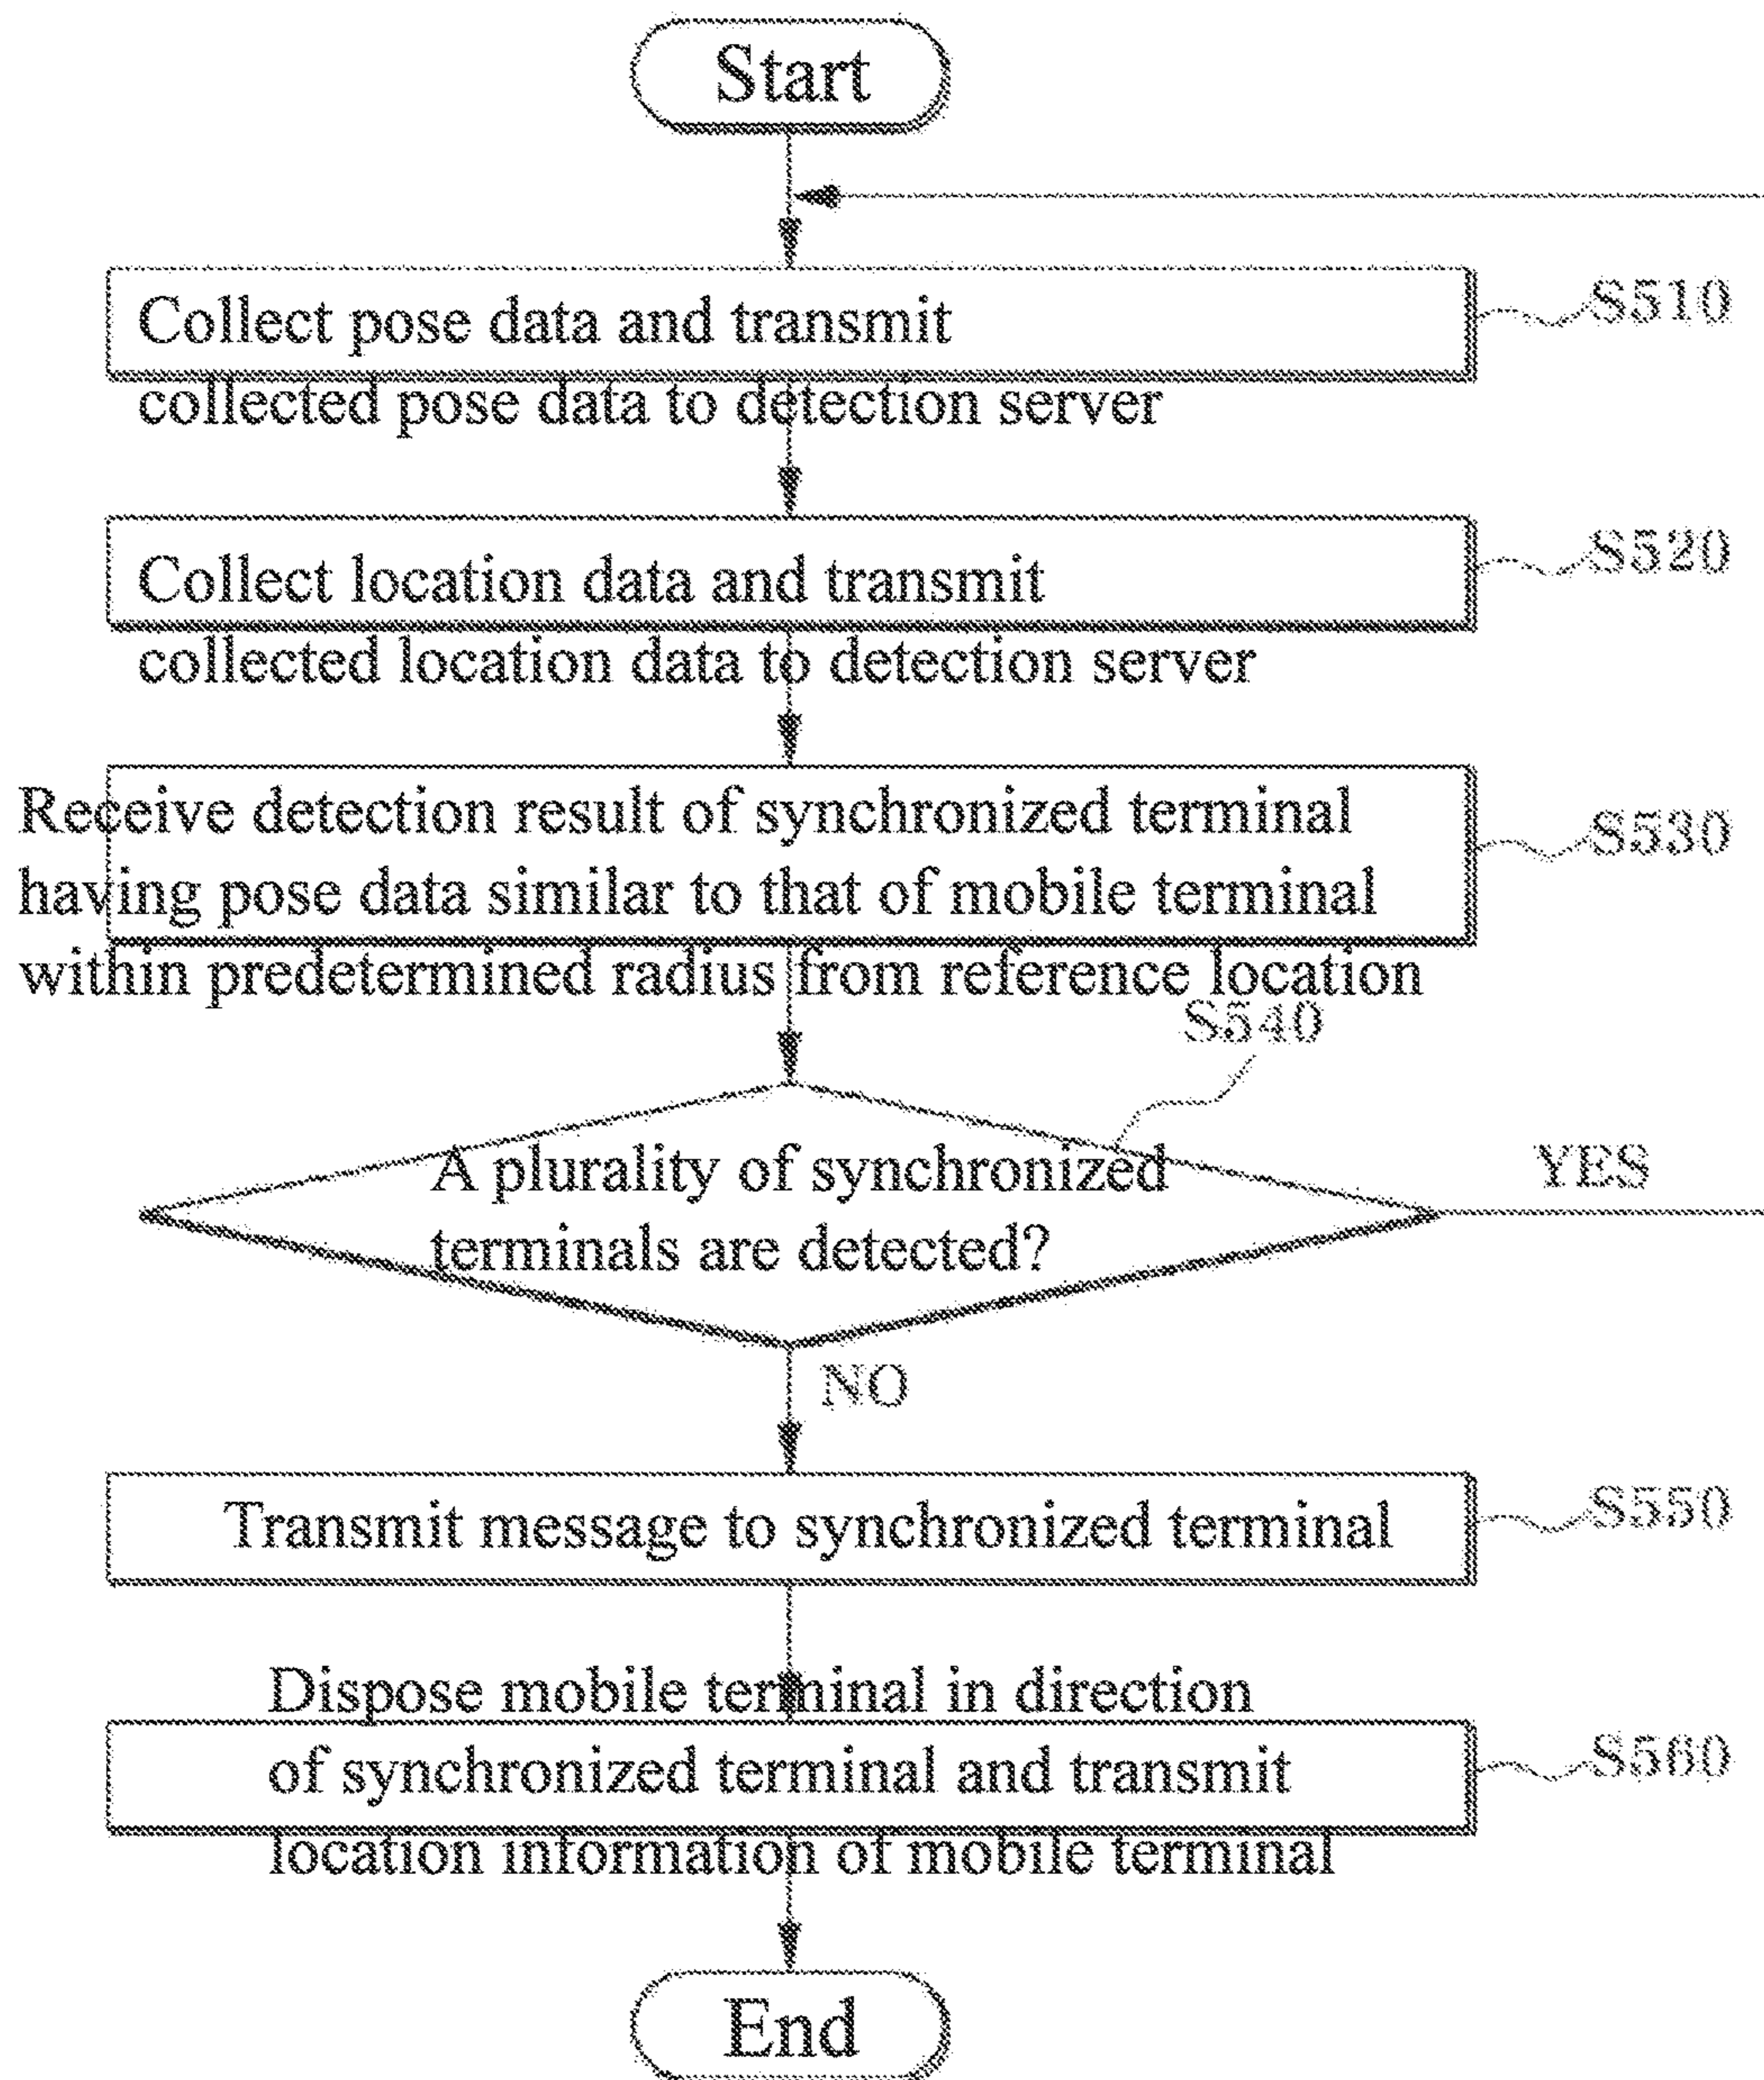 Start
Collect pose data and transmit
collected pose data to detection server
S510
Collect location data and transmit
collected location data to detection server
S520
Receive detection result of synchronized terminal
having pose data similar to that of mobile terminal
within predetermined radius from reference location
S530
S540
A plurality of synchronized
terminals are detected?
YES
NO
Transmit message to synchronized terminal
S550
Dispose mobile terminal in direction
of synchronized terminal and transmit
location information of mobile terminal
S560
End